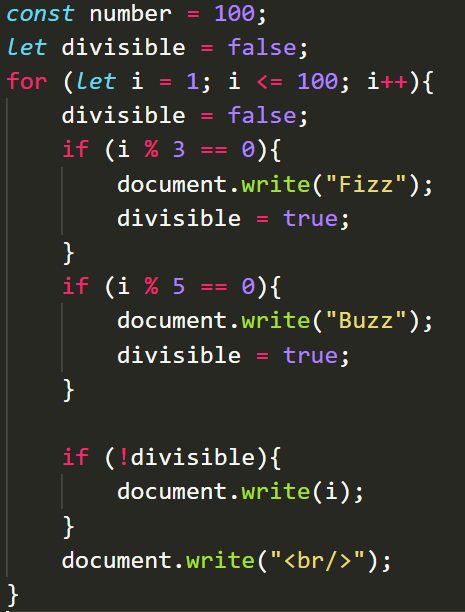 const number = 100;
let divisible = false;
for (let i = 1; i <= 100; i++){
    divisible = false;
    if (i % 3 == 0){
        document.write("Fizz");
        divisible = true;
    }
    if (i % 5 == 0){
        document.write("Buzz");
        divisible = true;
    }

    if (!divisible){
        document.write(i);
    }
    document.write("<br/>");
}